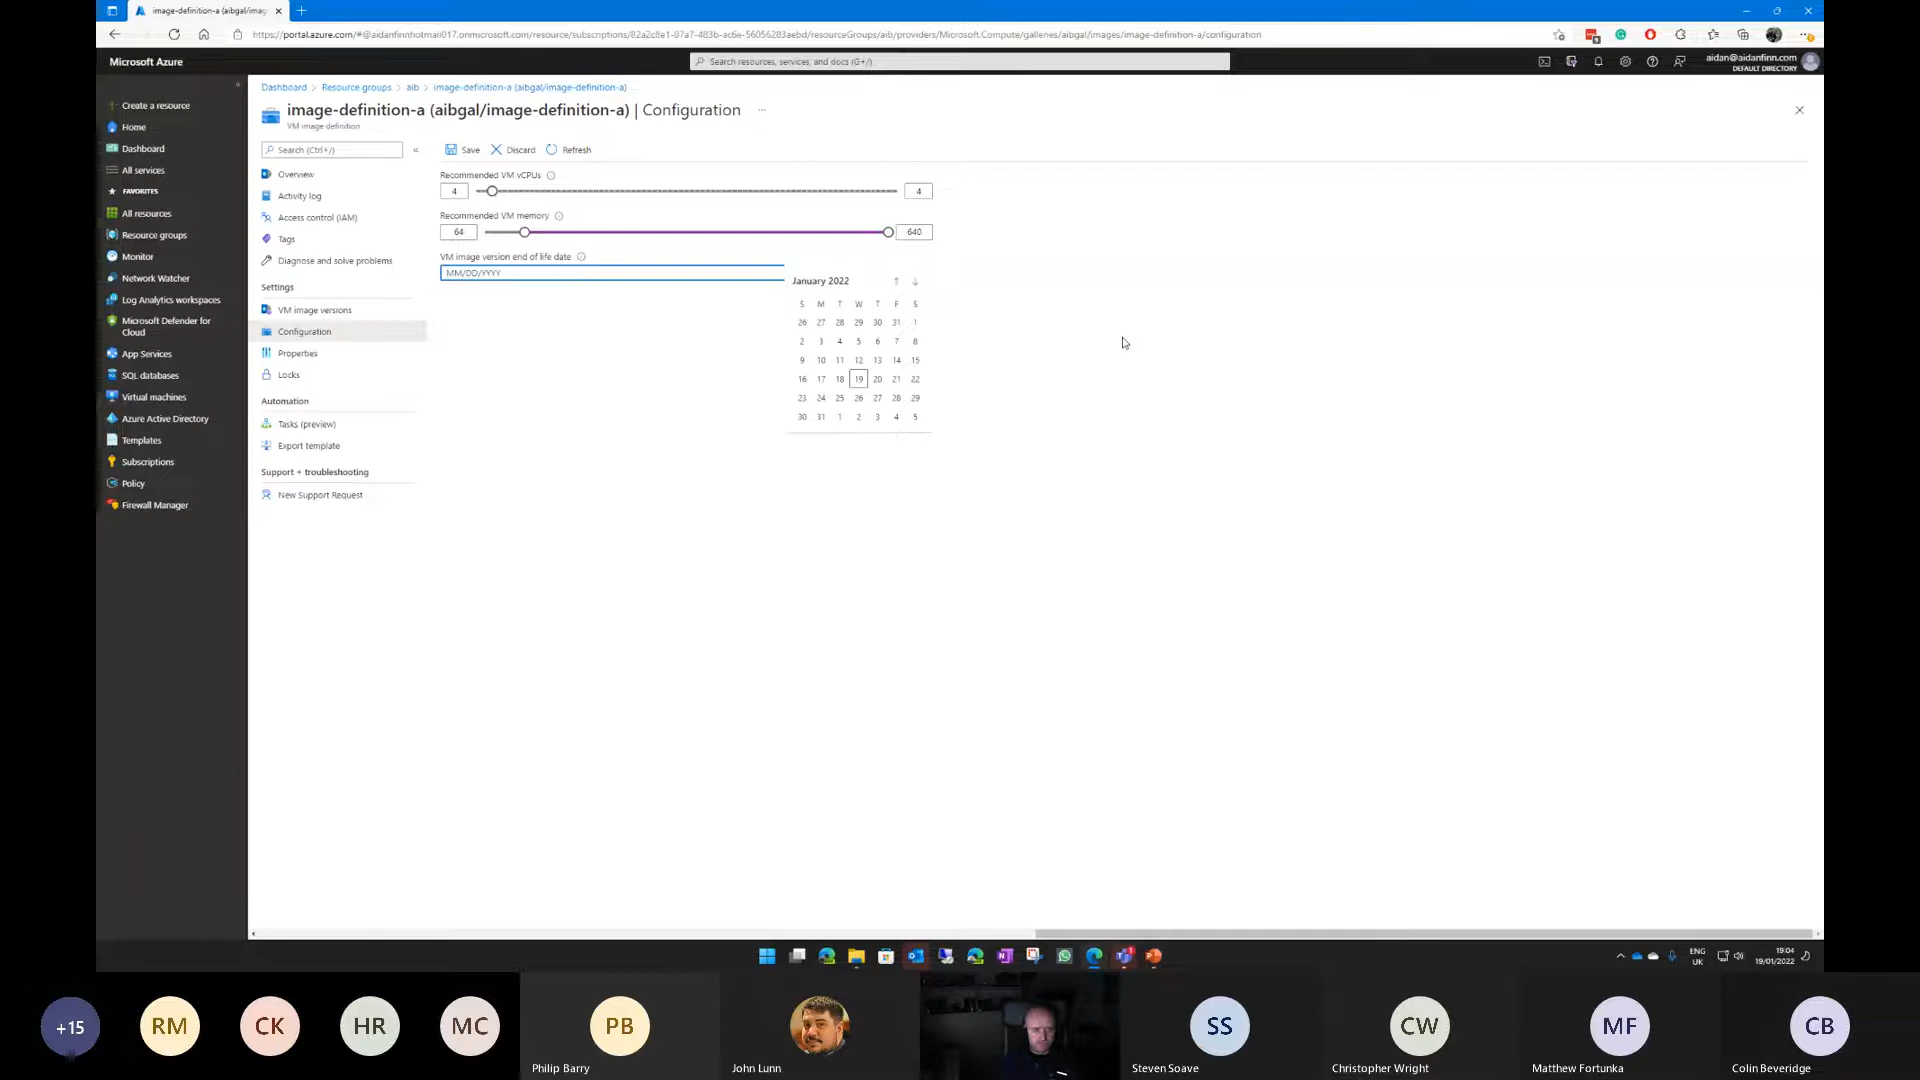 image-definition-a (aibgal/imag
https://portal.azure.com/#@aidanfinnhotmail017.onmicrosoft.com/resource/subscriptions/82a2c8e1-07a7-483b-ac6e-56056283aebd/resourceGroups/aib/providers/Microsoft.Compute/galleries/aibgal/images/image-definition-a/configuration
Microsoft Azure
Search resources, services, and docs (G+/)
aidan@aidanfinn.com
DEFAULT DIRECTORY
Create a resource
Home
Dashboard
All services
FAVORITES
All resources
Resource groups
Monitor
Network Watcher
Log Analytics workspaces
Microsoft Defender for
Cloud
App Services
SQL databases
Virtual machines
Azure Active Directory
Templates
Subscriptions
Policy
Firewall Manager
Dashboard > Resource groups > aib > image-definition-a (aibgal/image-definition-a)
image-definition-a (aibgal/image-definition-a) | Configuration ...
VM image definition
Search (Ctrl+/) «
Overview
Activity log
Access control (IAM)
Tags
Diagnose and solve problems
Settings
VM image versions
Configuration
Properties
Locks
Automation
Tasks (preview)
Export template
Support + troubleshooting
New Support Request
Save Discard Refresh
Recommended VM vCPUs
4 4
Recommended VM memory
64 640
VM image version end of life date
MM/DD/YYYY
January 2022 ↑ ↓
S M T W T F S
26 27 28 29 30 31 1
2 3 4 5 6 7 8
9 10 11 12 13 14 15
16 17 18 19 20 21 22
23 24 25 26 27 28 29
30 31 1 2 3 4 5
ENG
UK
19:04
19/01/2022
+15
RM
CK
HR
MC
PB
Philip Barry
John Lunn
SS
Steven Soave
CW
Christopher Wright
MF
Matthew Fortunka
CB
Colin Beveridge